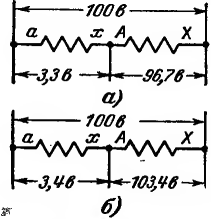 100в
a x A X
3,3в 96,7в
а)
100в
a x A X
3,4в 103,4в
б)